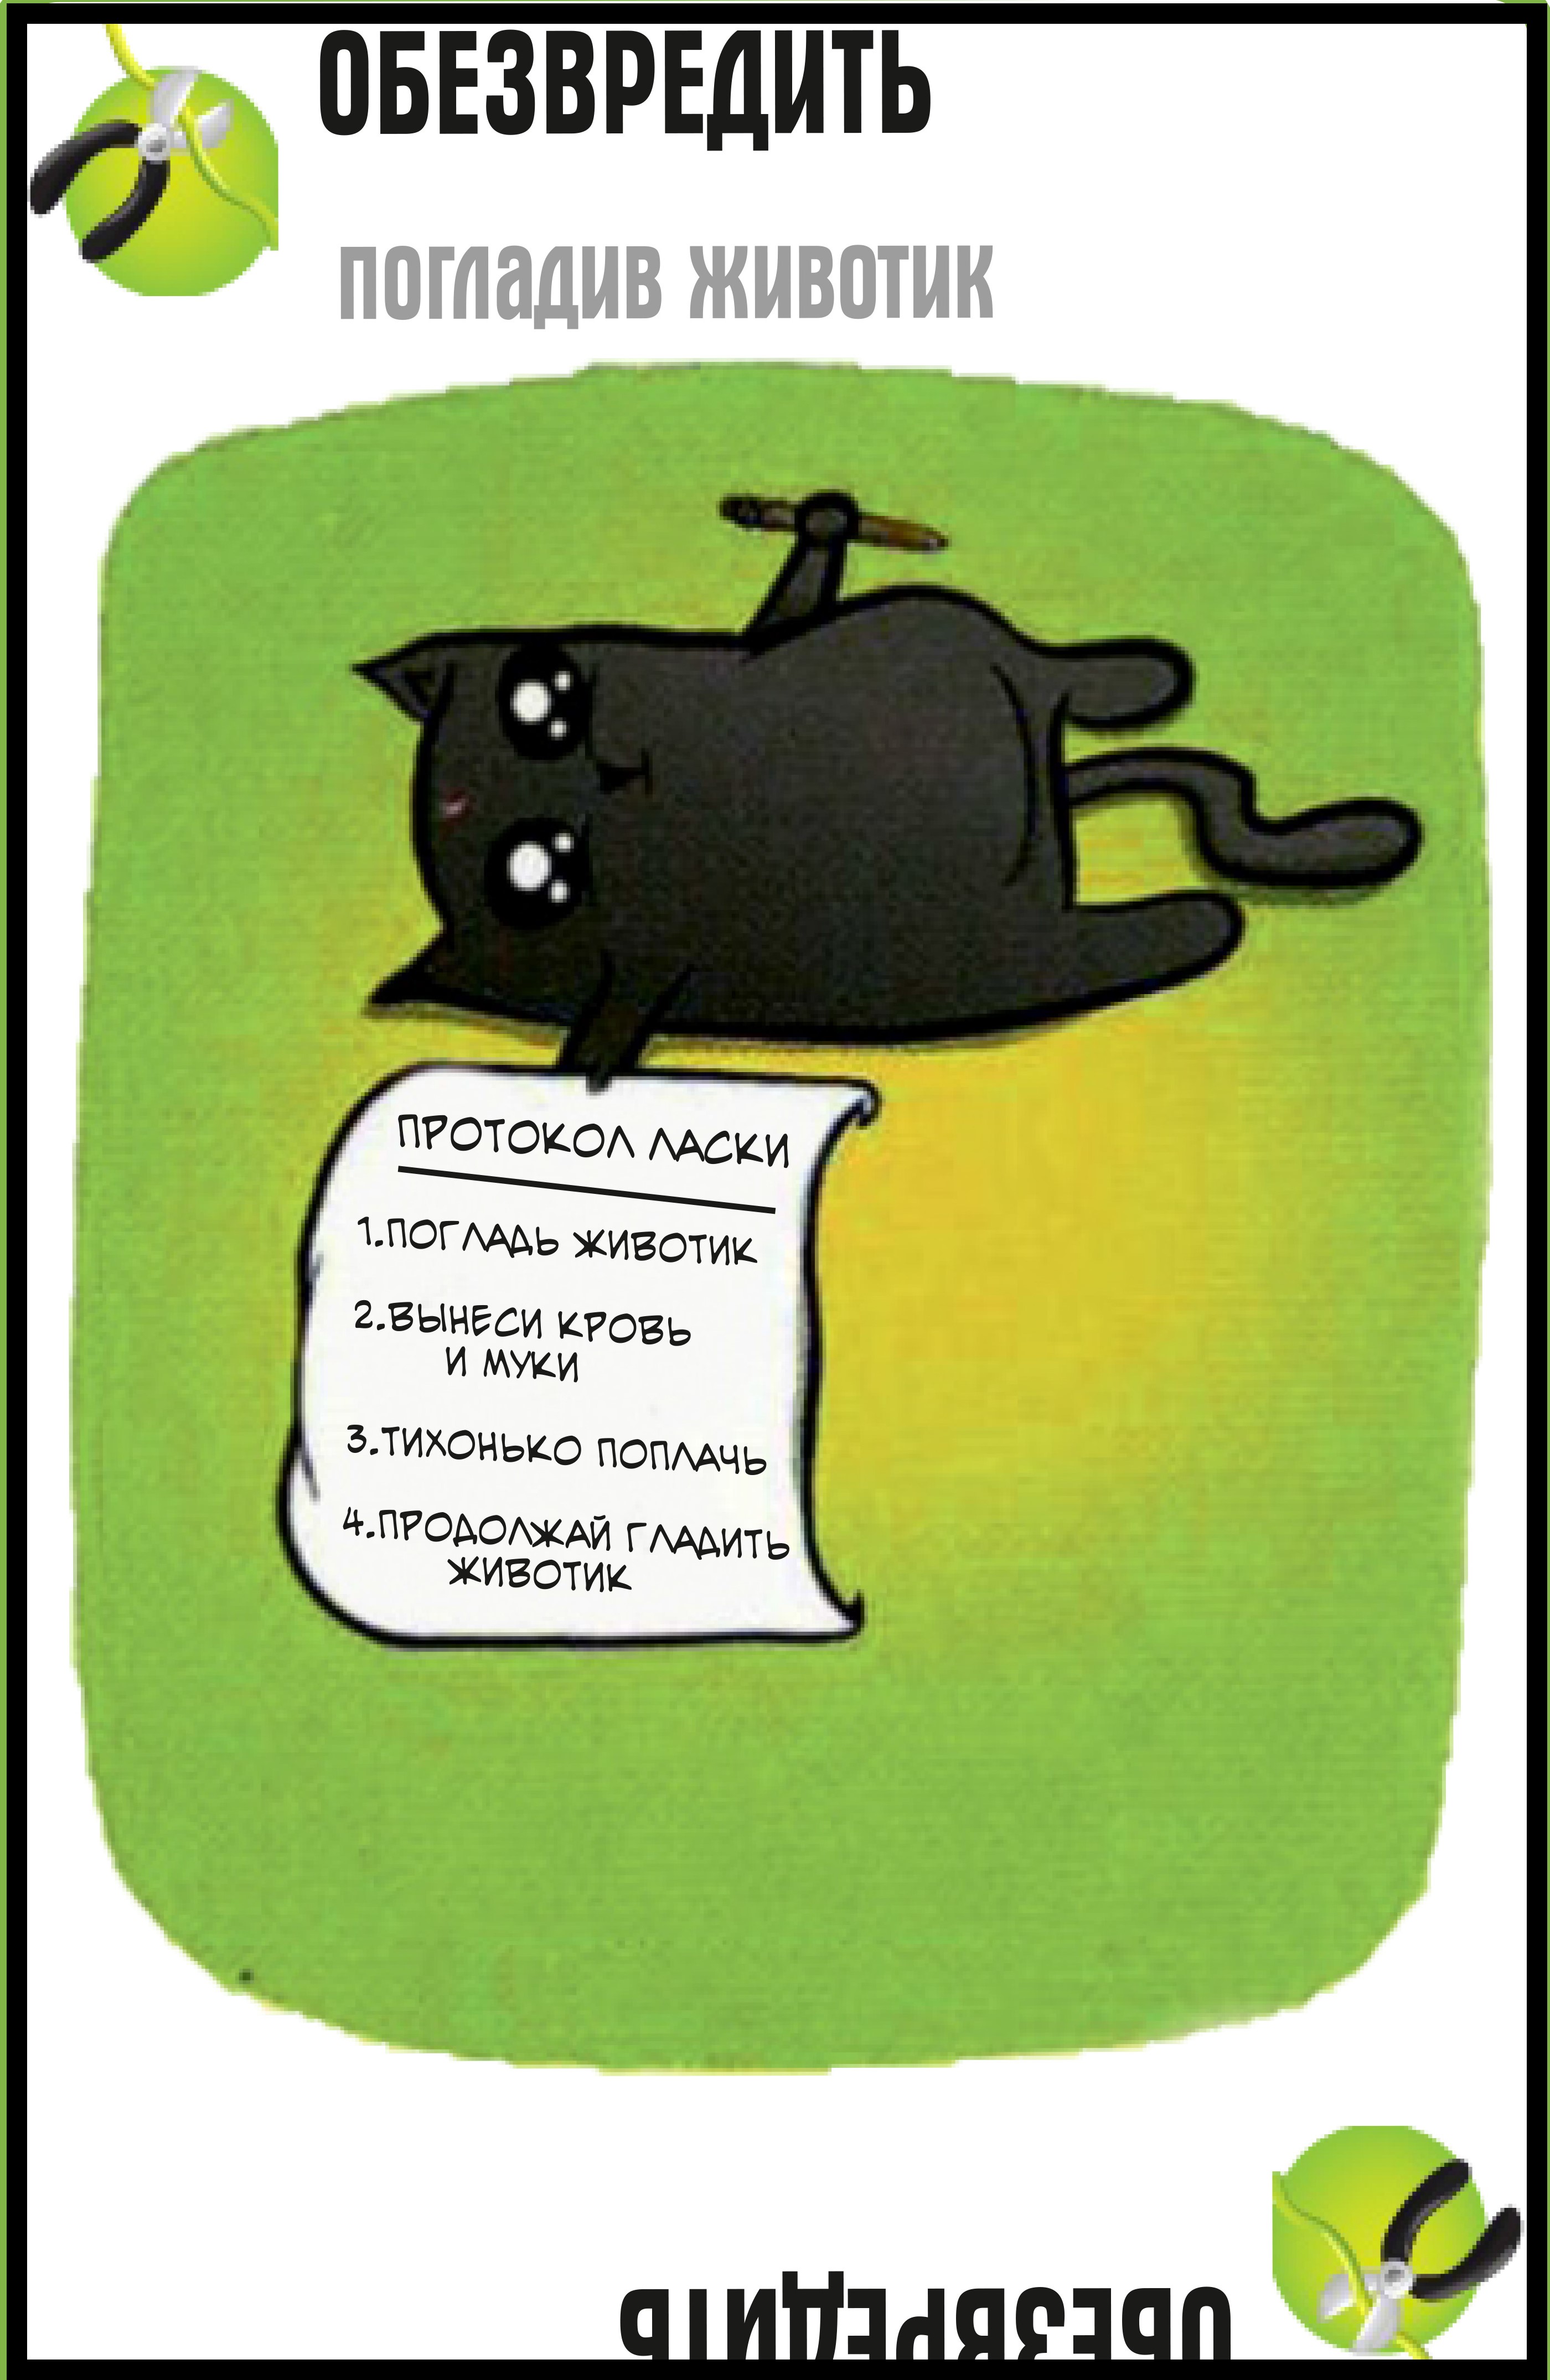 ОБЕЗВРЕДИТЬ
погладив животик
ПРОТОКОЛ ЛАСКИ
1.ПОГЛАДЬ ЖИВОТИК
2.ВЫНЕСИ КРОВЬ
И МУКИ
3.ТИХОНЬКО ПОПЛАЧЬ
4.ПРОДОЛЖАЙ ГЛАДИТЬ
ЖИВОТИК
ОБЕЗВРЕДИТЬ